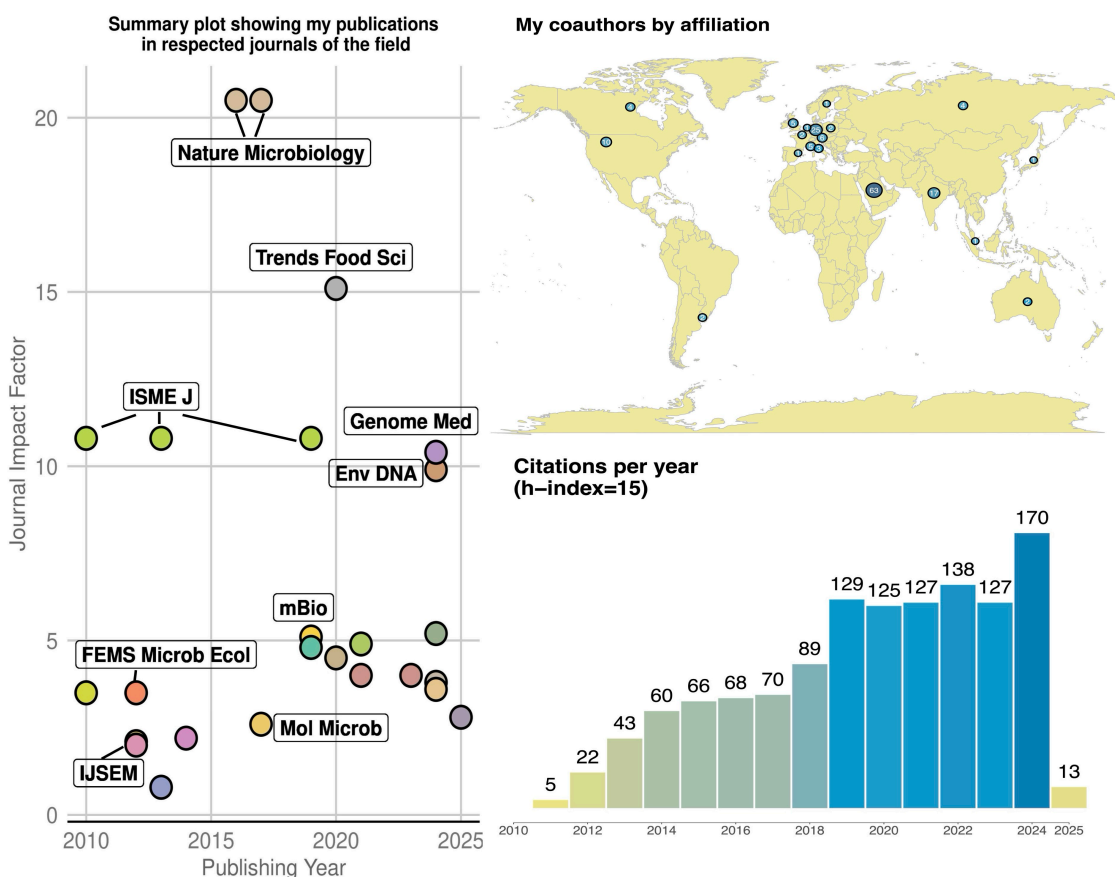 Summary plot showing my publications
in respected journals of the field
Journal Impact Factor
20
15
10
5
0
Nature Microbiology
Trends Food Sci
ISME J
Genome Med
Env DNA
mBio
FEMS Microb Ecol
Mol Microb
IJSEM
2010 2015 2020 2025
Publishing Year
My coauthors by affiliation
4
10
63
17
Citations per year
(h−index=15)
5
22
43
60
66
68
70
89
129
125
127
138
127
170
13
2010 2012 2014 2016 2018 2020 2022 2024 2025